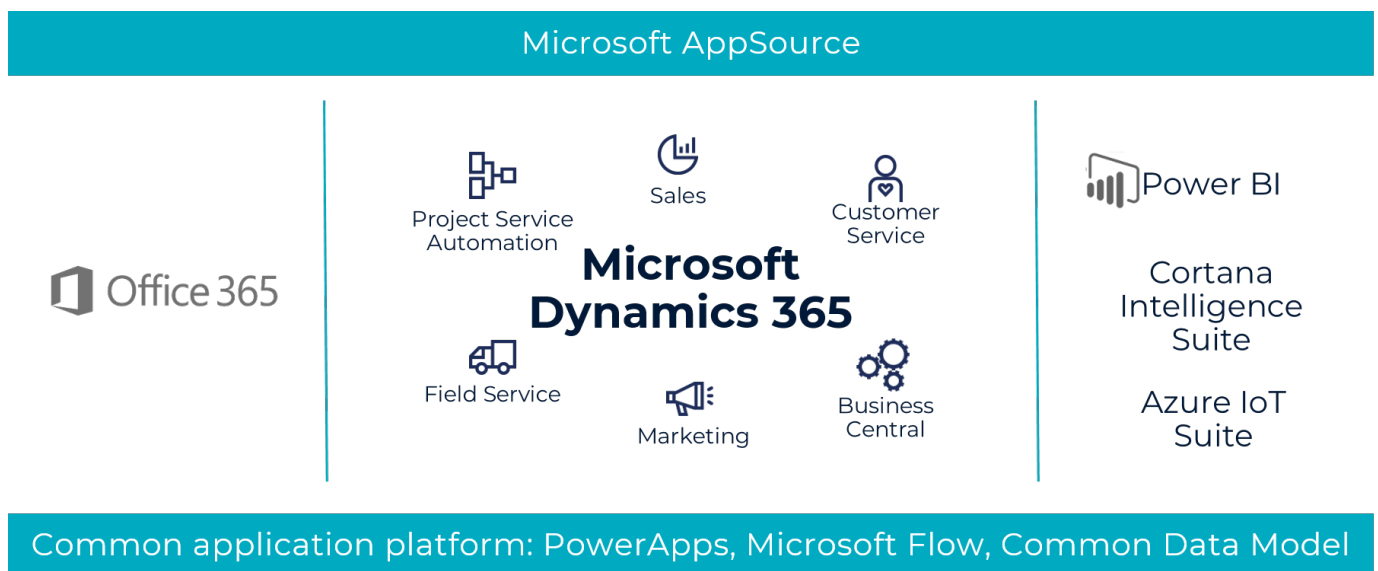 Microsoft AppSource
Office 365
Project Service
Automation
Sales
Customer
Service
Microsoft
Dynamics 365
Field Service
Marketing
Business
Central
Power BI
Cortana
Intelligence
Suite
Azure IoT
Suite
Common application platform: PowerApps, Microsoft Flow, Common Data Model